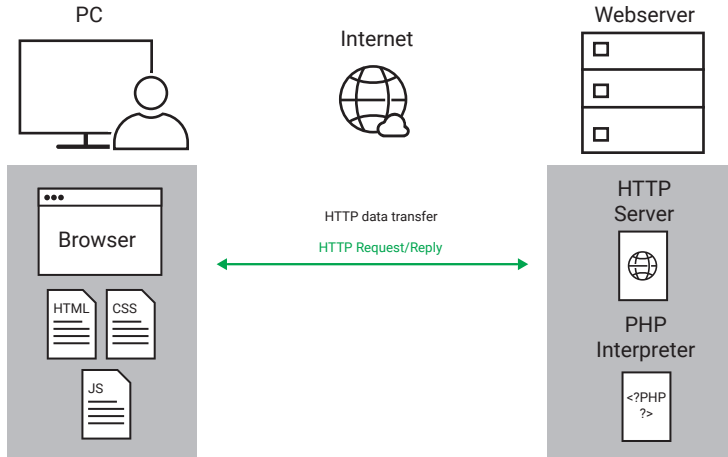 PC
Internet
Webserver
Browser
HTML
CSS
JS
HTTP data transfer
HTTP Request/Reply
HTTP
Server
PHP
Interpreter
<?PHP
?>